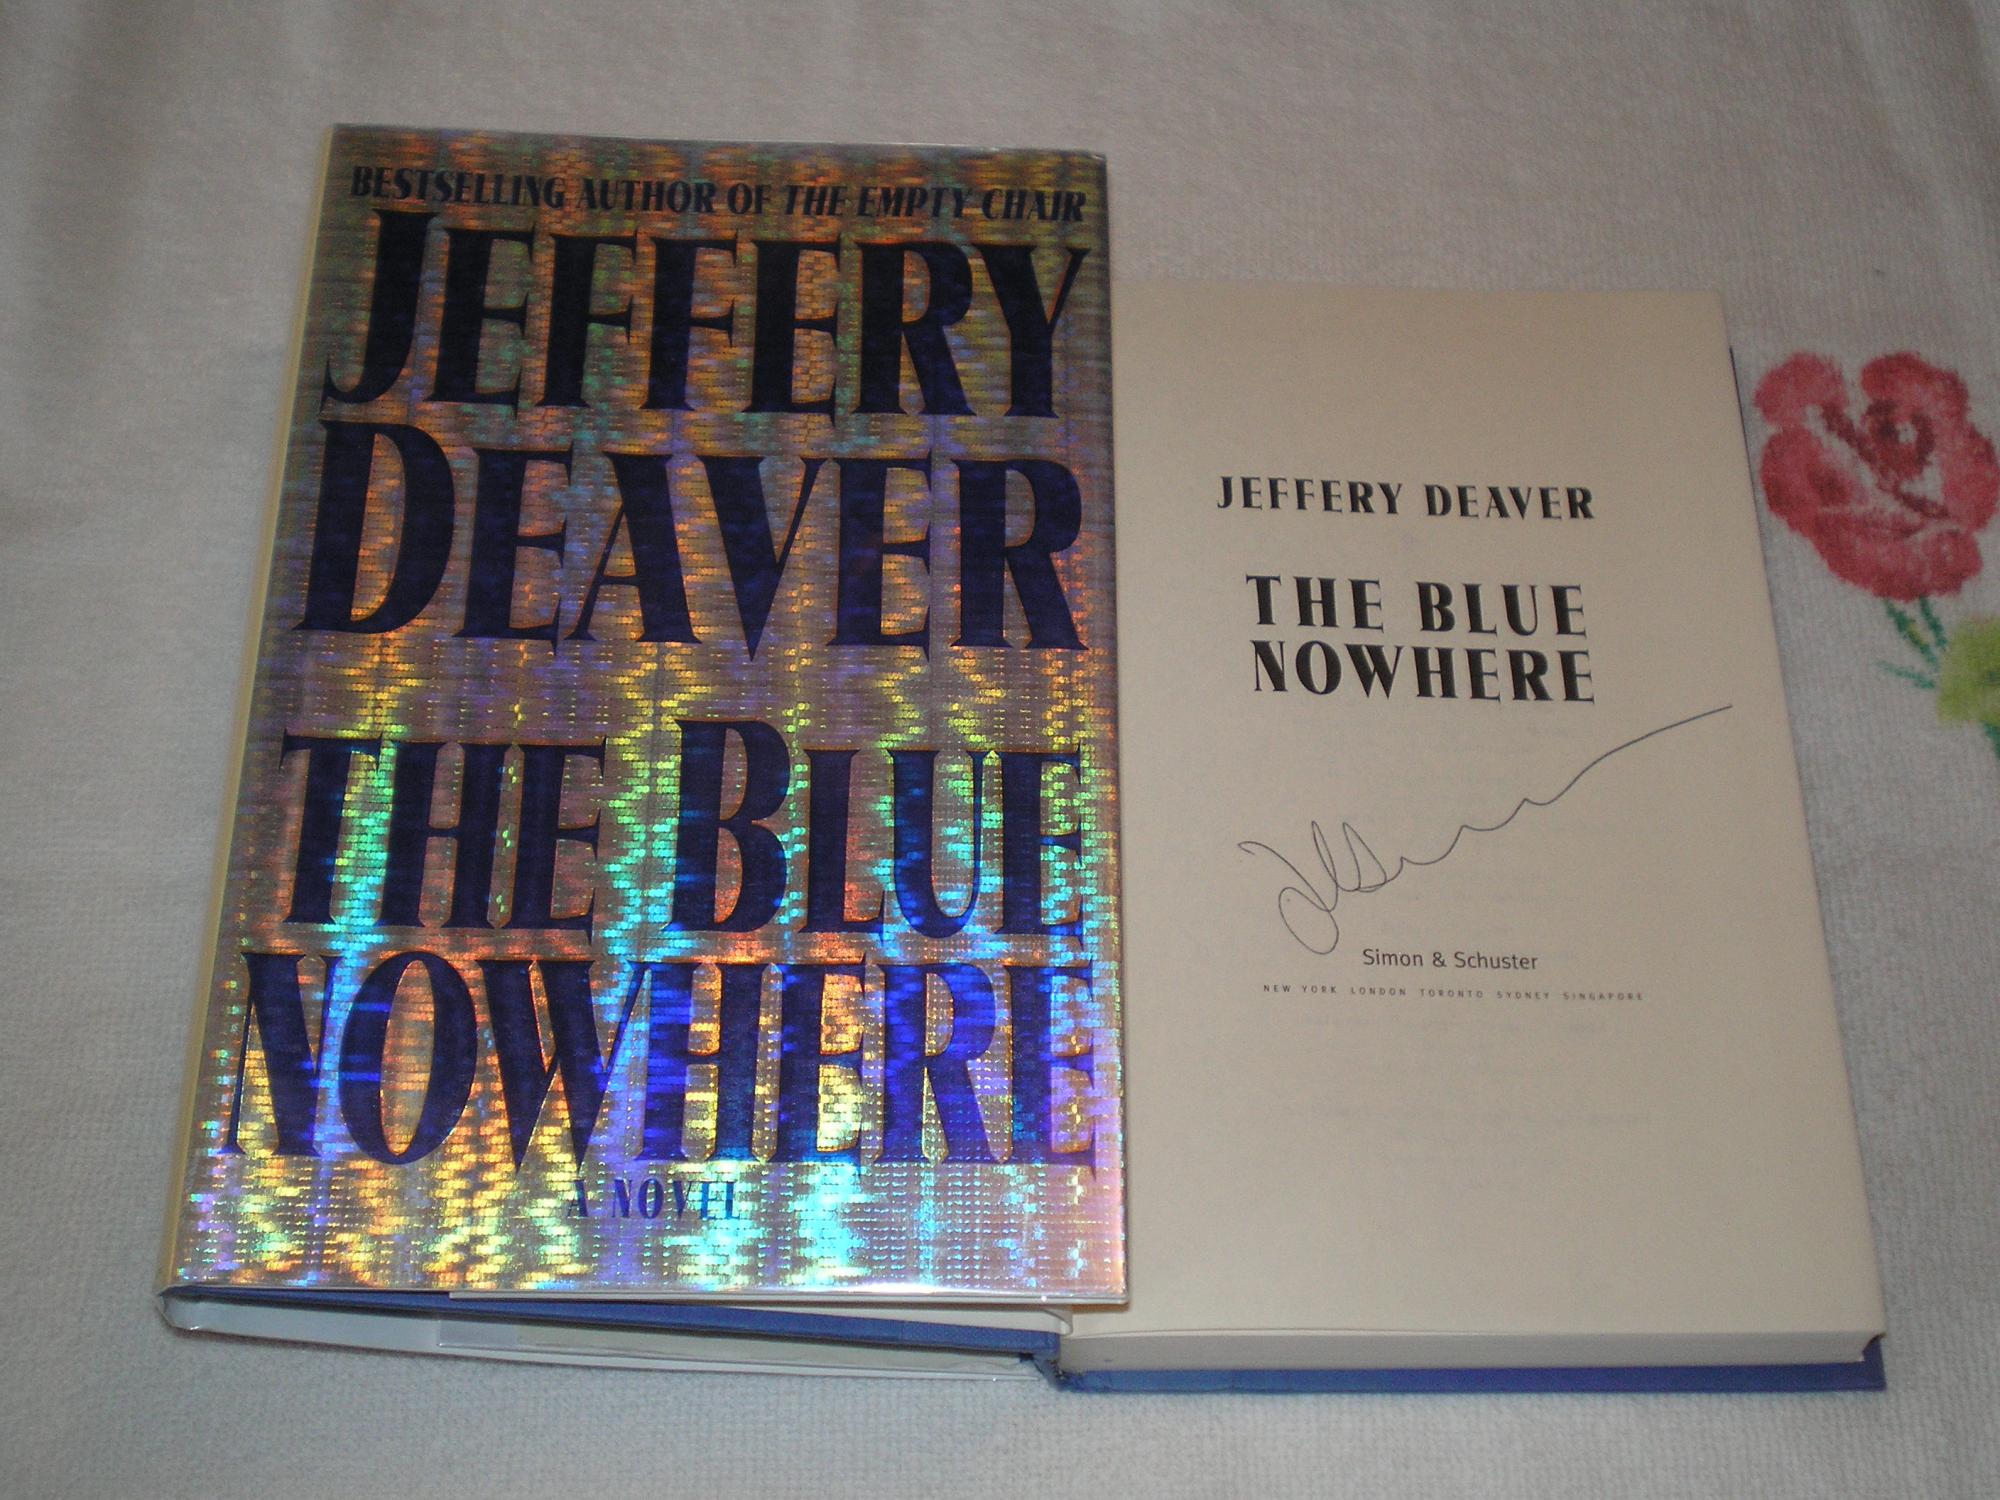 BESTSELLING AUTHOR OF THE EMPTY CHAIR
JEFFERY
DEAVER
THE BLUE
NOWHERE
A NOVEL
JEFFERY DEAVER
THE BLUE
NOWHERE
Simon & Schuster
NEW YORK LONDON TORONTO SYDNEY SINGAPORE